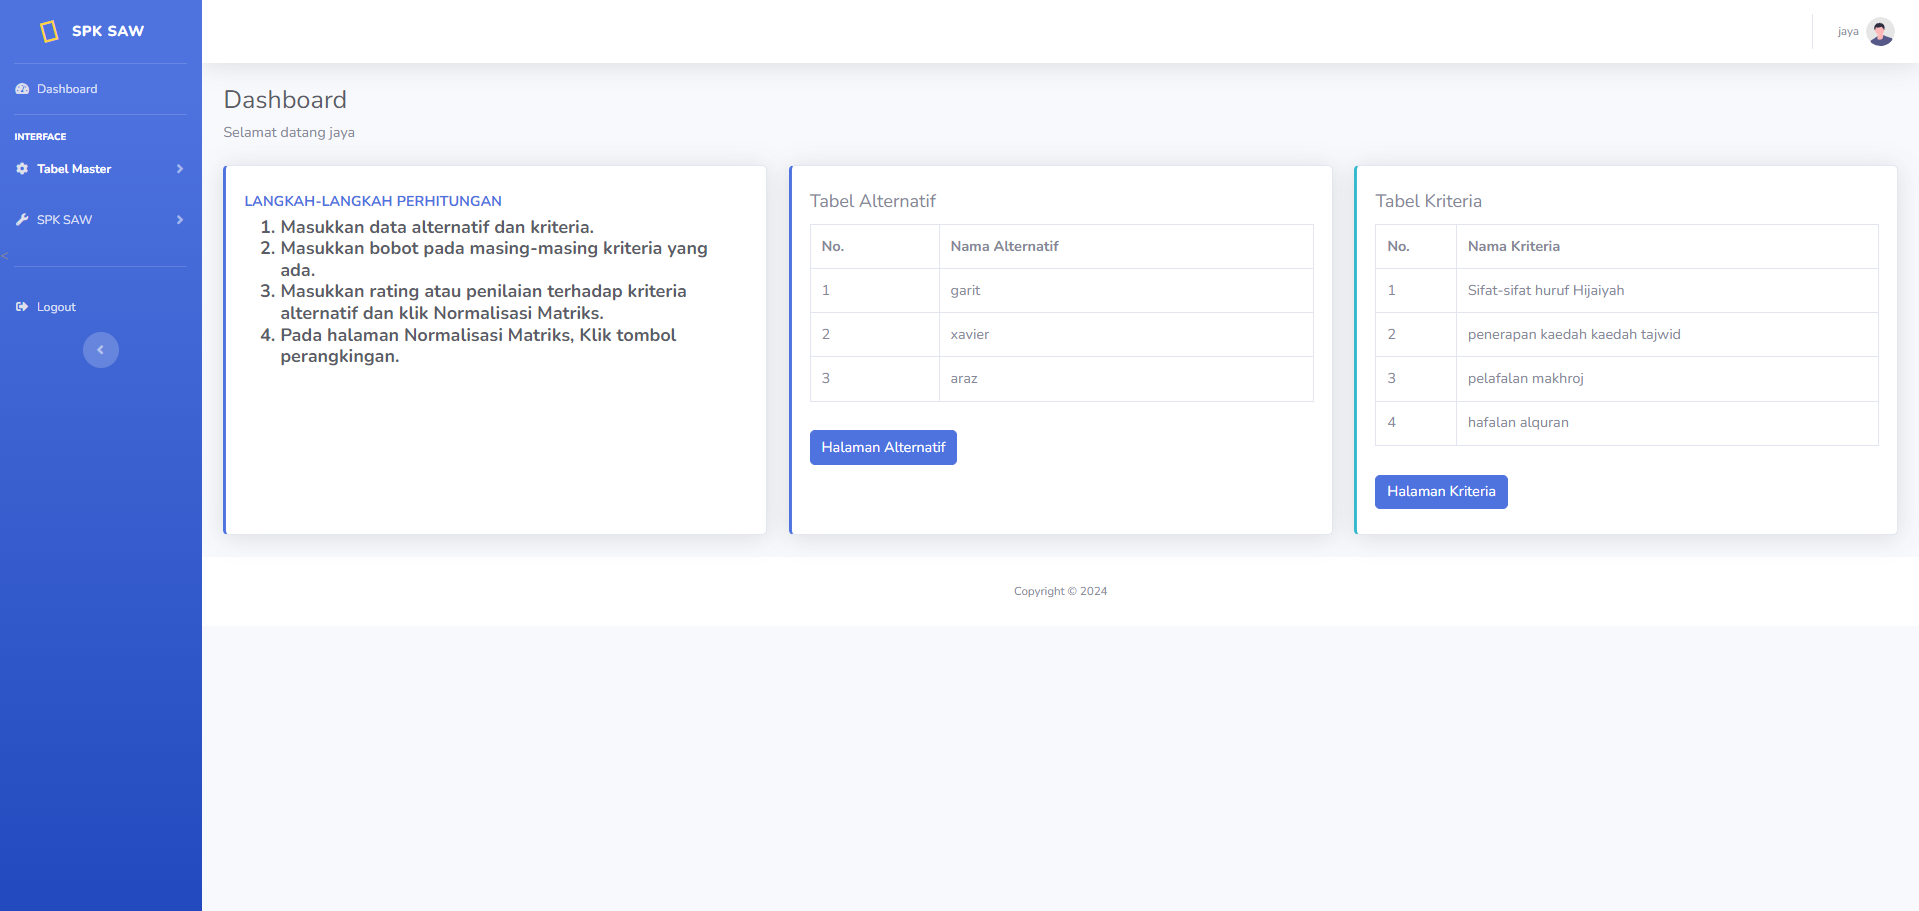 SPK SAW
jaya
Dashboard
INTERFACE
Tabel Master
SPK SAW
<
Logout
Dashboard
Selamat datang jaya
LANGKAH-LANGKAH PERHITUNGAN
1. Masukkan data alternatif dan kriteria.
2. Masukkan bobot pada masing-masing kriteria yang
ada.
3. Masukkan rating atau penilaian terhadap kriteria
alternatif dan klik Normalisasi Matriks.
4. Pada halaman Normalisasi Matriks, Klik tombol
perangkingan.
Tabel Alternatif
No. Nama Alternatif
1 garit
2 xavier
3 araz
Halaman Alternatif
Tabel Kriteria
No. Nama Kriteria
1 Sifat-sifat huruf Hijaiyah
2 penerapan kaedah kaedah tajwid
3 pelafalan makhroj
4 hafalan alquran
Halaman Kriteria
Copyright © 2024